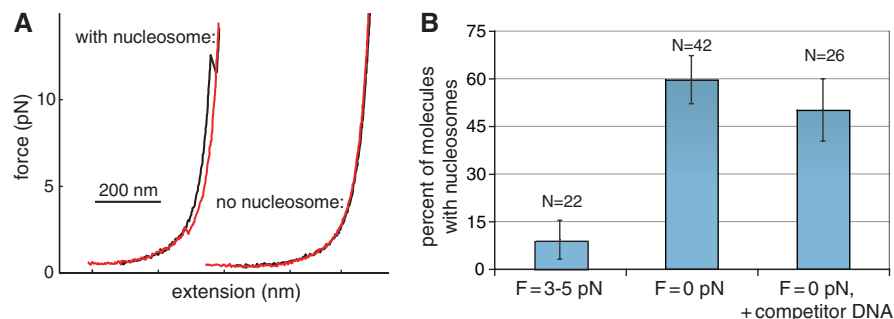 A
with nucleosome:
10
5
0
force (pN)
200 nm
no nucleosome:
extension (nm)
B
75
60
45
30
15
0
percent of molecules
with nucleosomes
N=22
N=42
N=26
F=3-5 pN
F=0 pN
F=0 pN,
+competitor DNA